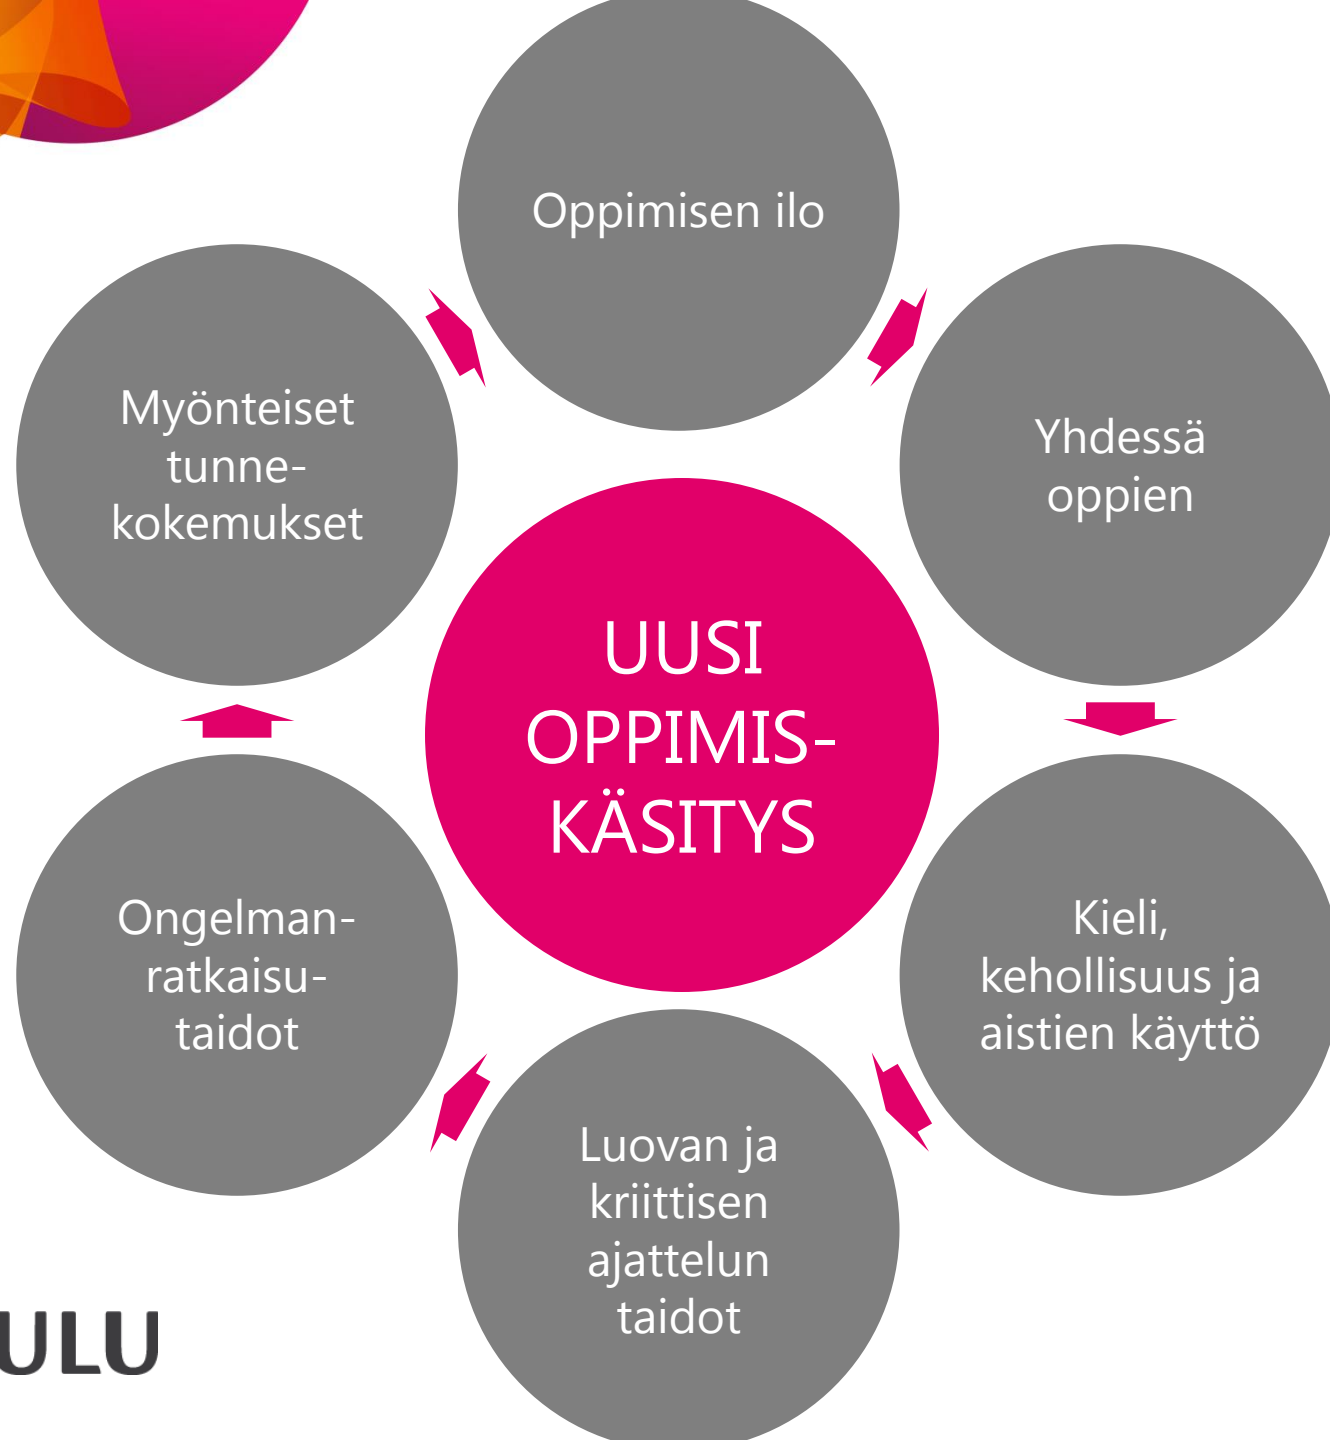 Oppimisen ilo
Yhdessä
oppien
Kieli,
kehollisuus ja
aistien käyttö
Luovan ja
kriittisen
ajattelun
taidot
Ongelman-
ratkaisu-
taidot
Myönteiset
tunne-
kokemukset
UUSI
OPPIMIS-
KÄSITYS
ULU